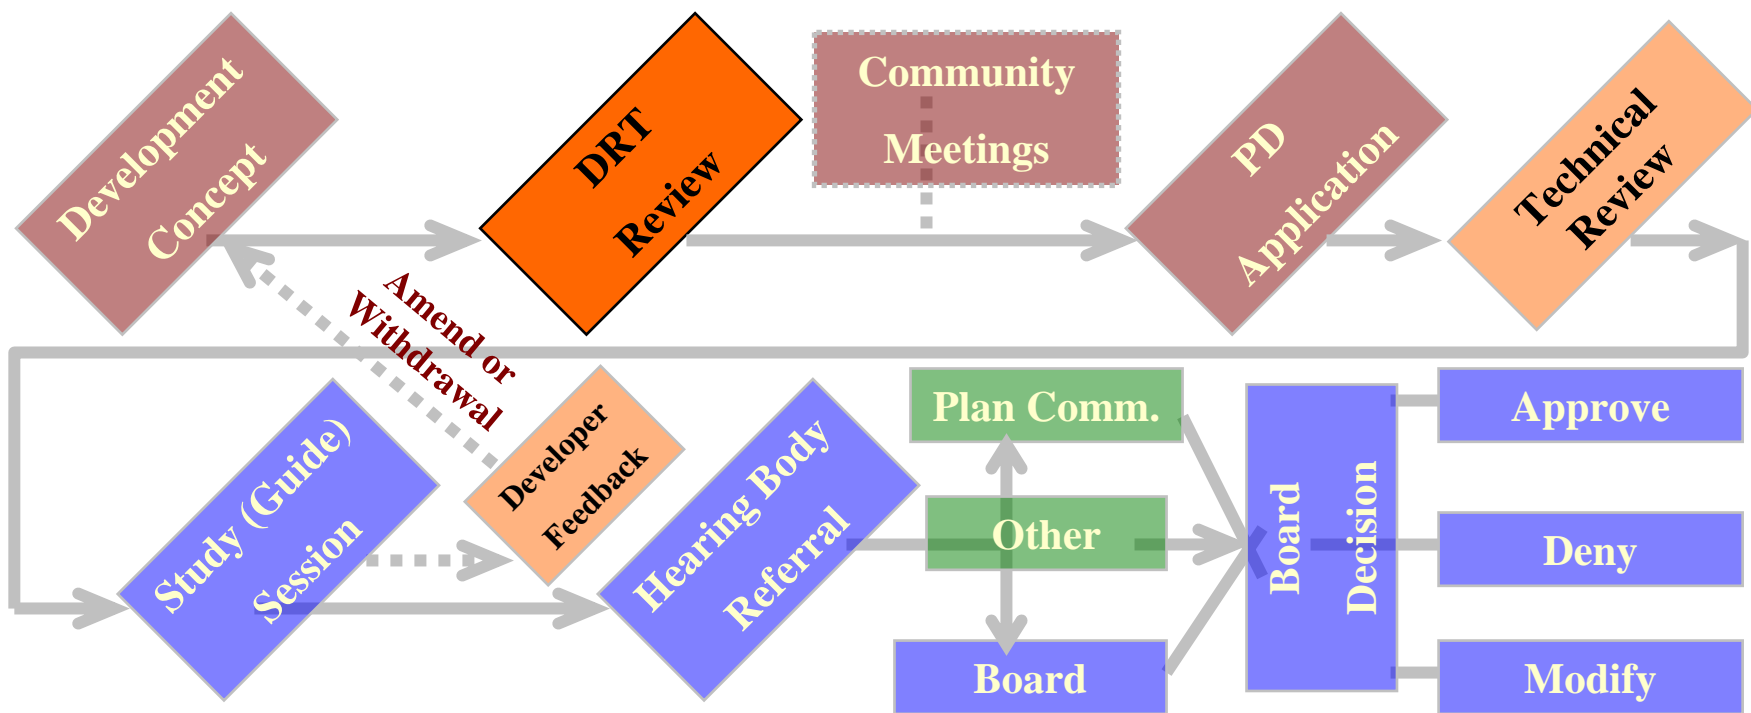 Development
Concept
DRT
Review
Community
Meetings
PD
Application
Technical
Review
Amend or
Withdrawal
Study (Guide)
Session
Developer
Feedback
Hearing Body
Referral
Plan Comm.
Other
Board
Board
Decision
Approve
Deny
Modify